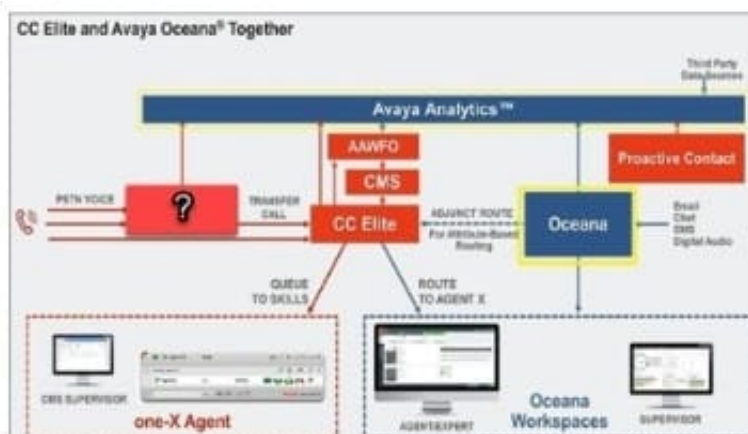 CC Elite and Avaya Oceana® Together
Third Party
Data Sources
Avaya Analytics™
AAWFO
Proactive Contact
CMS
PSTN VOICE
?
TRANSFER
CALL
CC Elite
ADJUNCT ROUTE
For Attribute-Based
Routing
Oceana
Email
Chat
SMS
Digital Audio
QUEUE
TO SKILLS
ROUTE
TO AGENT X
CMS SUPERVISOR
one-X Agent
AGENT/EXPERT
Oceana
Workspaces
SUPERVISOR